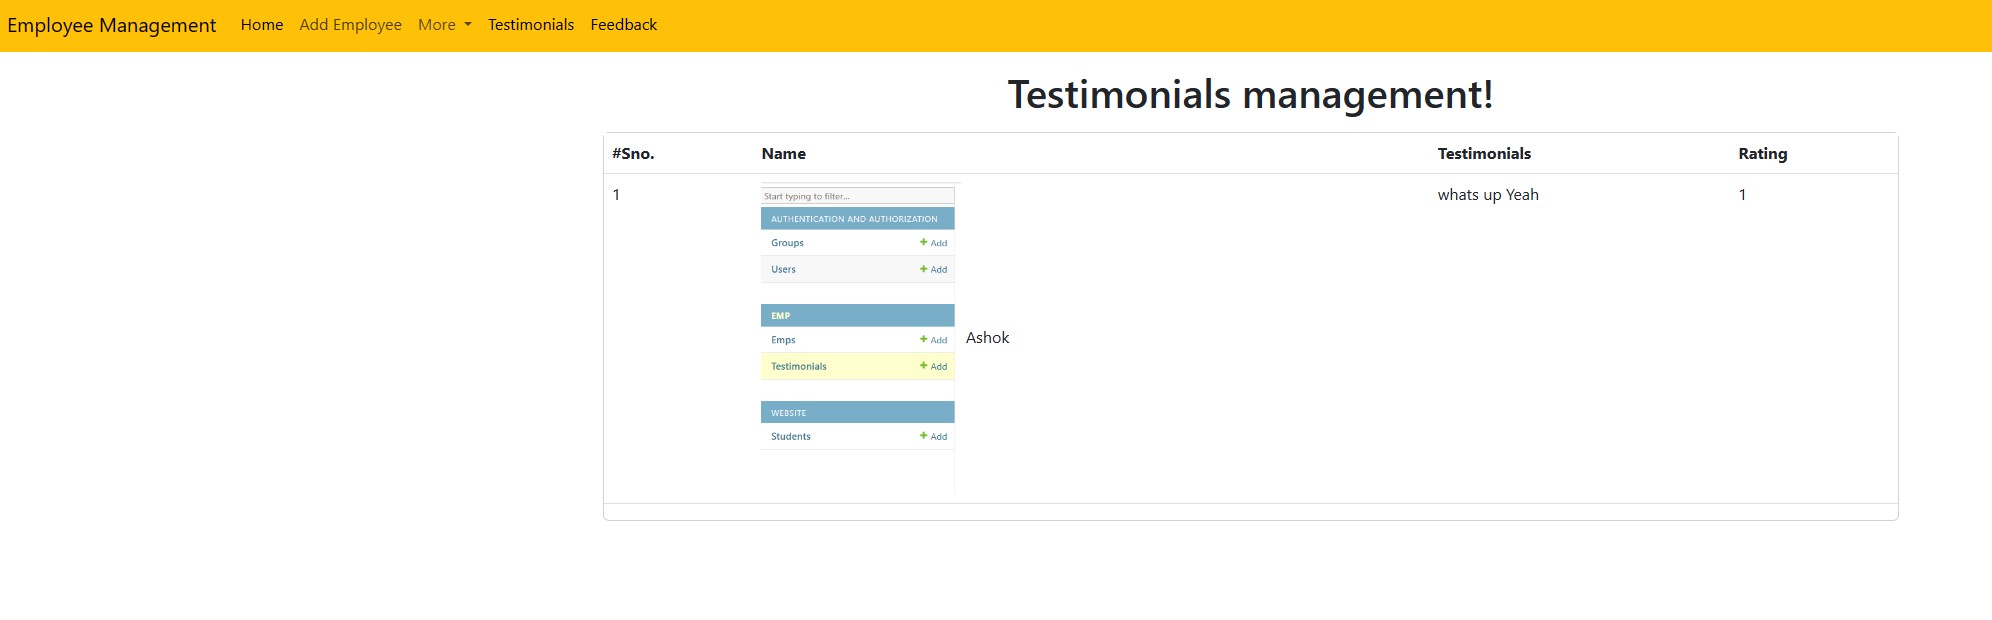 Employee Management Home Add Employee More Testimonials Feedback
Testimonials management!
#Sno. Name Testimonials Rating
1 whats up Yeah 1
Start typing to filter...
AUTHENTICATION AND AUTHORIZATION
Groups + Add
Users + Add
EMP
Emps + Add
Ashok
Testimonials + Add
WEBSITE
Students + Add